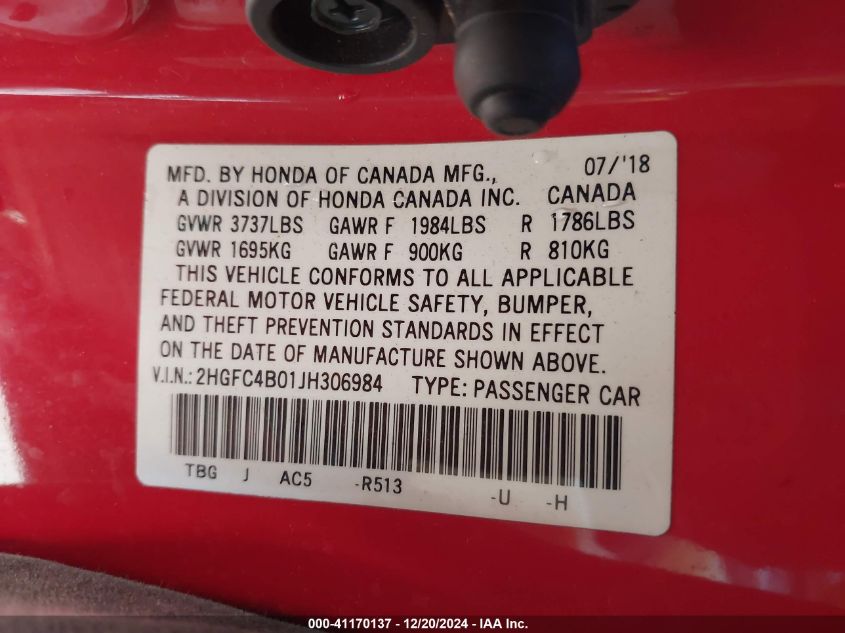 MFD. BY HONDA OF CANADA MFG., 07/'18
A DIVISION OF HONDA CANADA INC. CANADA
GVWR 3737LBS GAWR F 1984LBS R 1786LBS
GVWR 1695KG GAWR F 900KG R 810KG
THIS VEHICLE CONFORMS TO ALL APPLICABLE
FEDERAL MOTOR VEHICLE SAFETY, BUMPER,
AND THEFT PREVENTION STANDARDS IN EFFECT
ON THE DATE OF MANUFACTURE SHOWN ABOVE.
V.I.N.: 2HGFC4B01JH306984 TYPE: PASSENGER CAR
TBG J AC5 -R513 -U -H
000-41170137 - 12/20/2024 - IAA Inc.